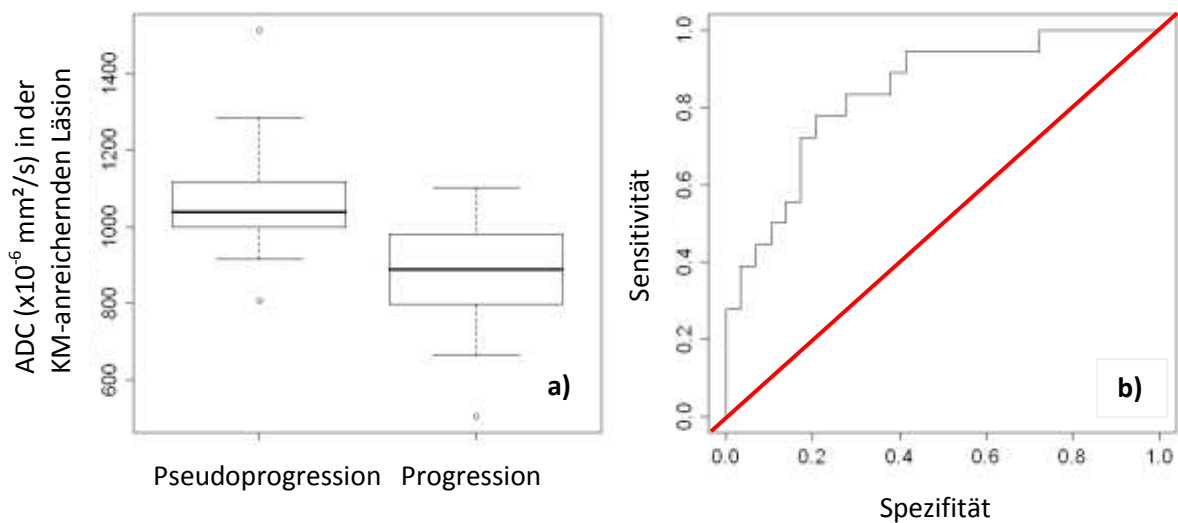 ADC (x10⁻⁶ mm²/s) in der
KM-anreichernden Läsion
1400
1200
1000
800
600
a)
Pseudoprogression Progression
Sensitivität
1.0
0.8
0.6
0.4
0.2
0.0
b)
0.0 0.2 0.4 0.6 0.8 1.0
Spezifität